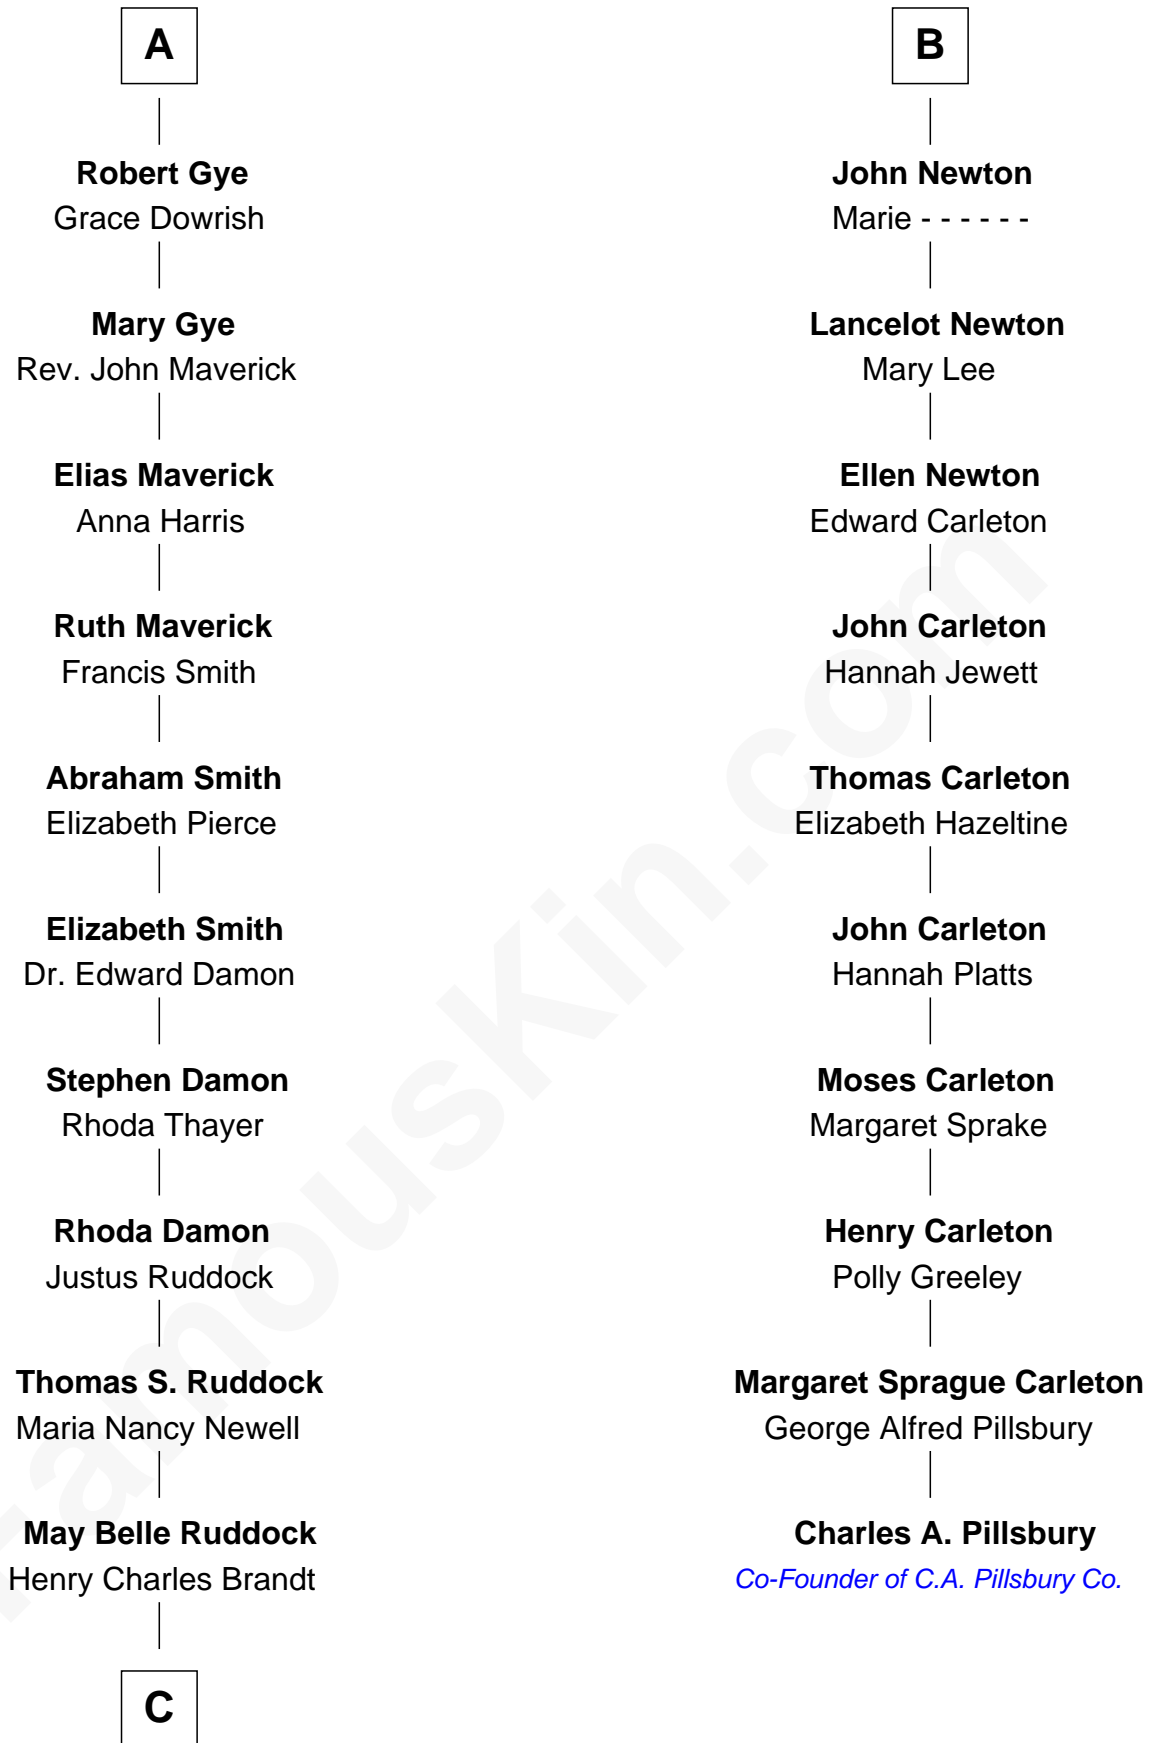 A
Robert Gye
Grace Dowrish
Mary Gye
Rev. John Maverick
Elias Maverick
Anna Harris
Ruth Maverick
Francis Smith
Abraham Smith
Elizabeth Pierce
Elizabeth Smith
Dr. Edward Damon
Stephen Damon
Rhoda Thayer
Rhoda Damon
Justus Ruddock
Thomas S. Ruddock
Maria Nancy Newell
May Belle Ruddock
Henry Charles Brandt
C
B
John Newton
Marie - - - - - -
Lancelot Newton
Mary Lee
Ellen Newton
Edward Carleton
John Carleton
Hannah Jewett
Thomas Carleton
Elizabeth Hazeltine
John Carleton
Hannah Platts
Moses Carleton
Margaret Sprake
Henry Carleton
Polly Greeley
Margaret Sprague Carleton
George Alfred Pillsbury
Charles A. Pillsbury
Co-Founder of C.A. Pillsbury Co.
FamousKin.com